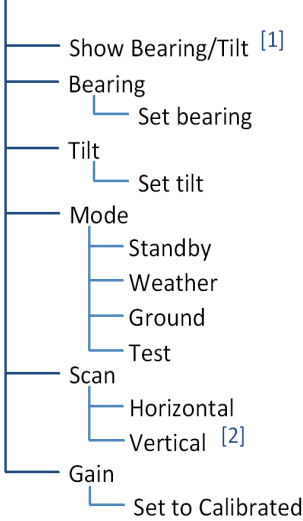 Show Bearing/Tilt [1]
Bearing
Set bearing
Tilt
Set tilt
Mode
Standby
Weather
Ground
Test
Scan
Horizontal
Vertical [2]
Gain
Set to Calibrated